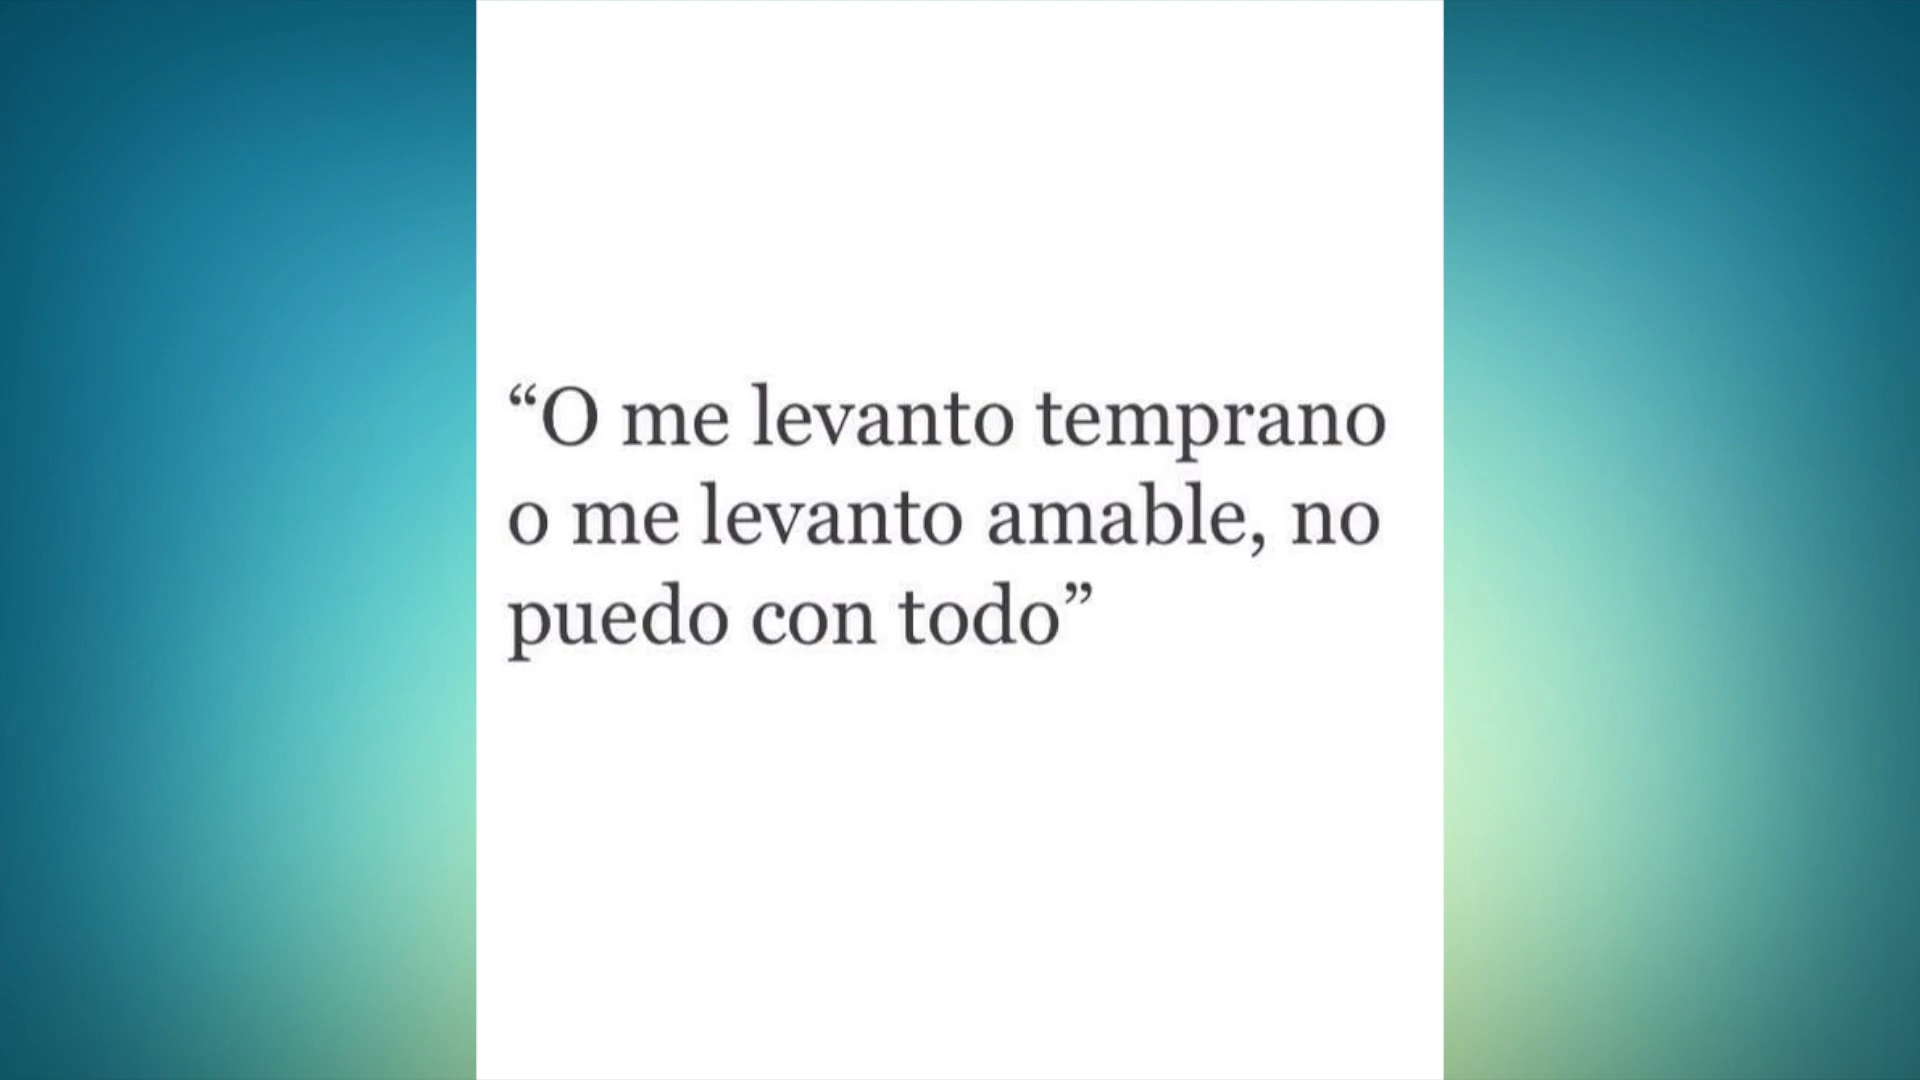 “O me levanto temprano
o me levanto amable, no
puedo con todo”